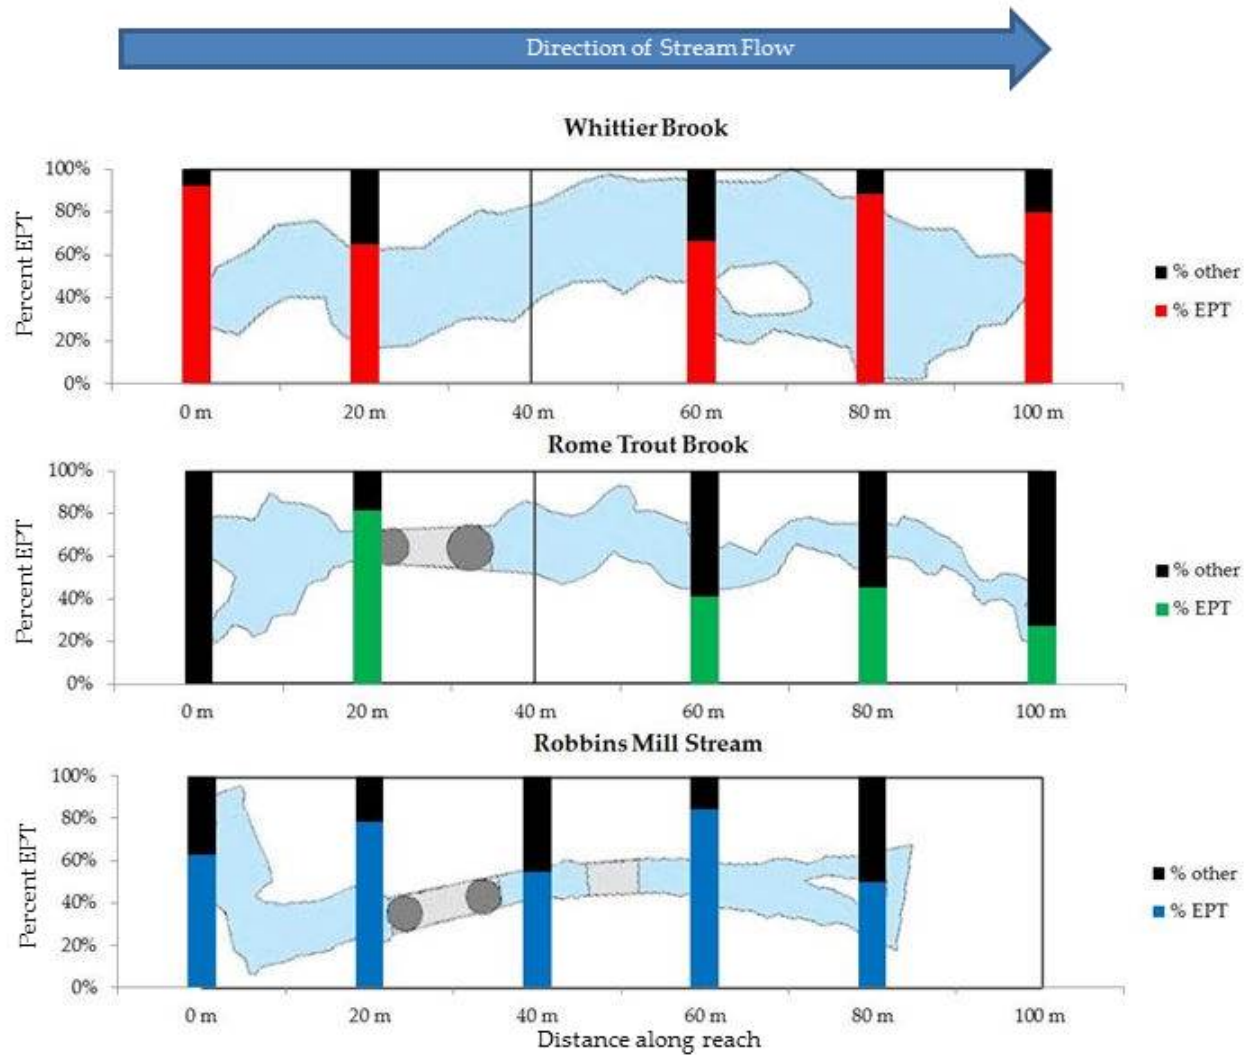 Direction of Stream Flow
Whittier Brook
100%
80%
60%
40%
20%
0%
Percent EPT
% other
% EPT
0 m 20 m 40 m 60 m 80 m 100 m
Rome Trout Brook
100%
80%
60%
40%
20%
0%
Percent EPT
% other
% EPT
0 m 20 m 40 m 60 m 80 m 100 m
Robbins Mill Stream
100%
80%
60%
40%
20%
0%
Percent EPT
% other
% EPT
0 m 20 m 40 m 60 m 80 m 100 m
Distance along reach